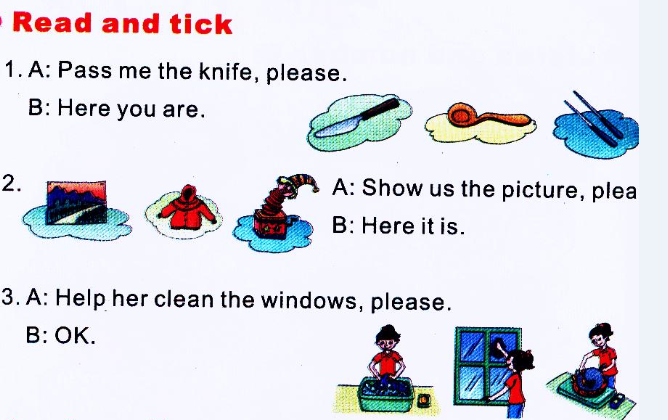 Read and tick
1. A: Pass me the knife, please.
B: Here you are.
2.
A: Show us the picture, plea
B: Here it is.
3. A: Help her clean the windows, please.
B: OK.